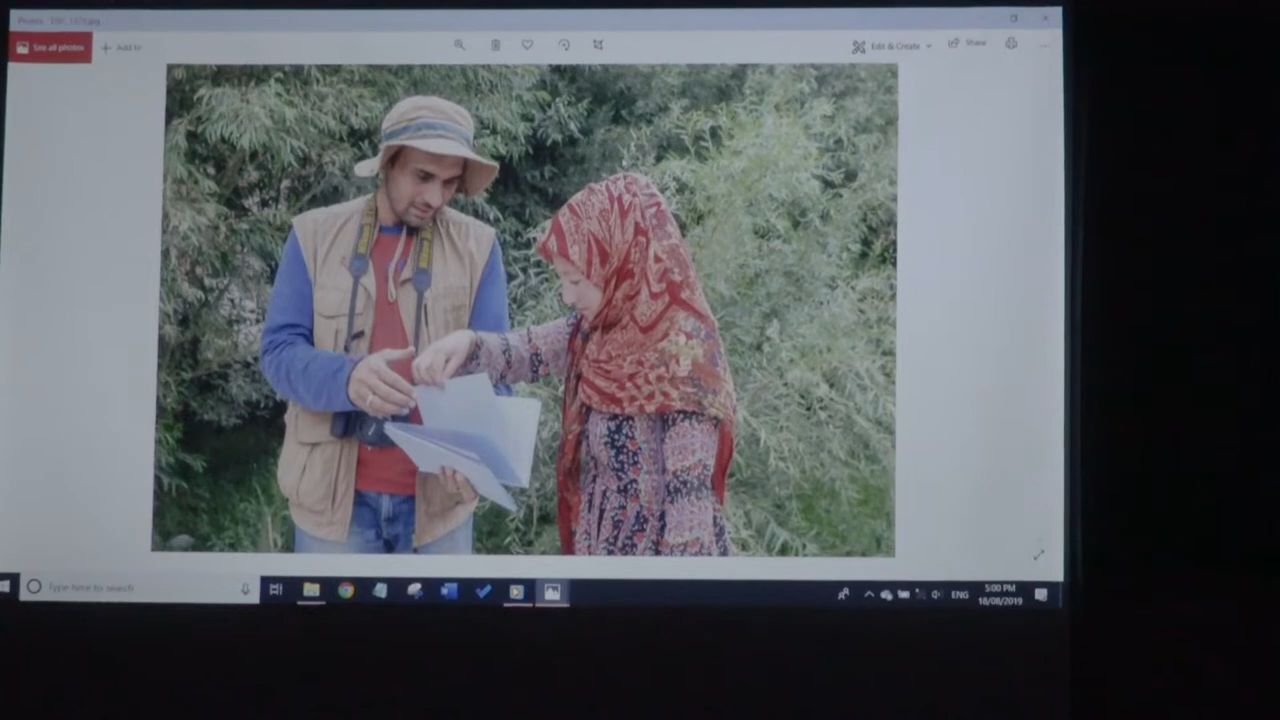 Photos
See all photos
Add to
Edit & Create
Share
Type here to search
ENG
5:00 PM
18/08/2019